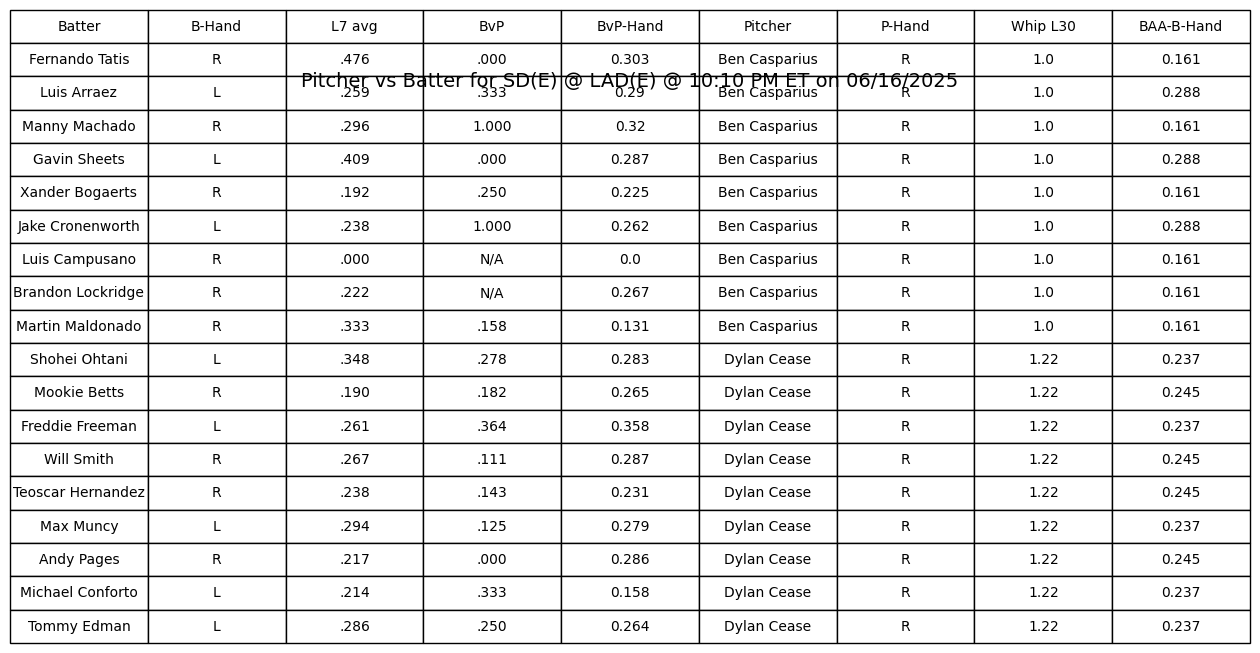 Batter B-Hand L7 avg BvP BvP-Hand Pitcher P-Hand Whip L30 BAA-B-Hand
Fernando Tatis R .476 .000 0.303 Ben Casparius R 1.0 0.161
Pitcher vs Batter for SD(E) @ LAD(E) @ 10:10 PM ET on 06/16/2025
Luis Arraez L .259 .333 0.29 Ben Casparius R 1.0 0.288
Manny Machado R .296 1.000 0.32 Ben Casparius R 1.0 0.161
Gavin Sheets L .409 .000 0.287 Ben Casparius R 1.0 0.288
Xander Bogaerts R .192 .250 0.225 Ben Casparius R 1.0 0.161
Jake Cronenworth L .238 1.000 0.262 Ben Casparius R 1.0 0.288
Luis Campusano R .000 N/A 0.0 Ben Casparius R 1.0 0.161
Brandon Lockridge R .222 N/A 0.267 Ben Casparius R 1.0 0.161
Martin Maldonado R .333 .158 0.131 Ben Casparius R 1.0 0.161
Shohei Ohtani L .348 .278 0.283 Dylan Cease R 1.22 0.237
Mookie Betts R .190 .182 0.265 Dylan Cease R 1.22 0.245
Freddie Freeman L .261 .364 0.358 Dylan Cease R 1.22 0.237
Will Smith R .267 .111 0.287 Dylan Cease R 1.22 0.245
Teoscar Hernandez R .238 .143 0.231 Dylan Cease R 1.22 0.245
Max Muncy L .294 .125 0.279 Dylan Cease R 1.22 0.237
Andy Pages R .217 .000 0.286 Dylan Cease R 1.22 0.245
Michael Conforto L .214 .333 0.158 Dylan Cease R 1.22 0.237
Tommy Edman L .286 .250 0.264 Dylan Cease R 1.22 0.237